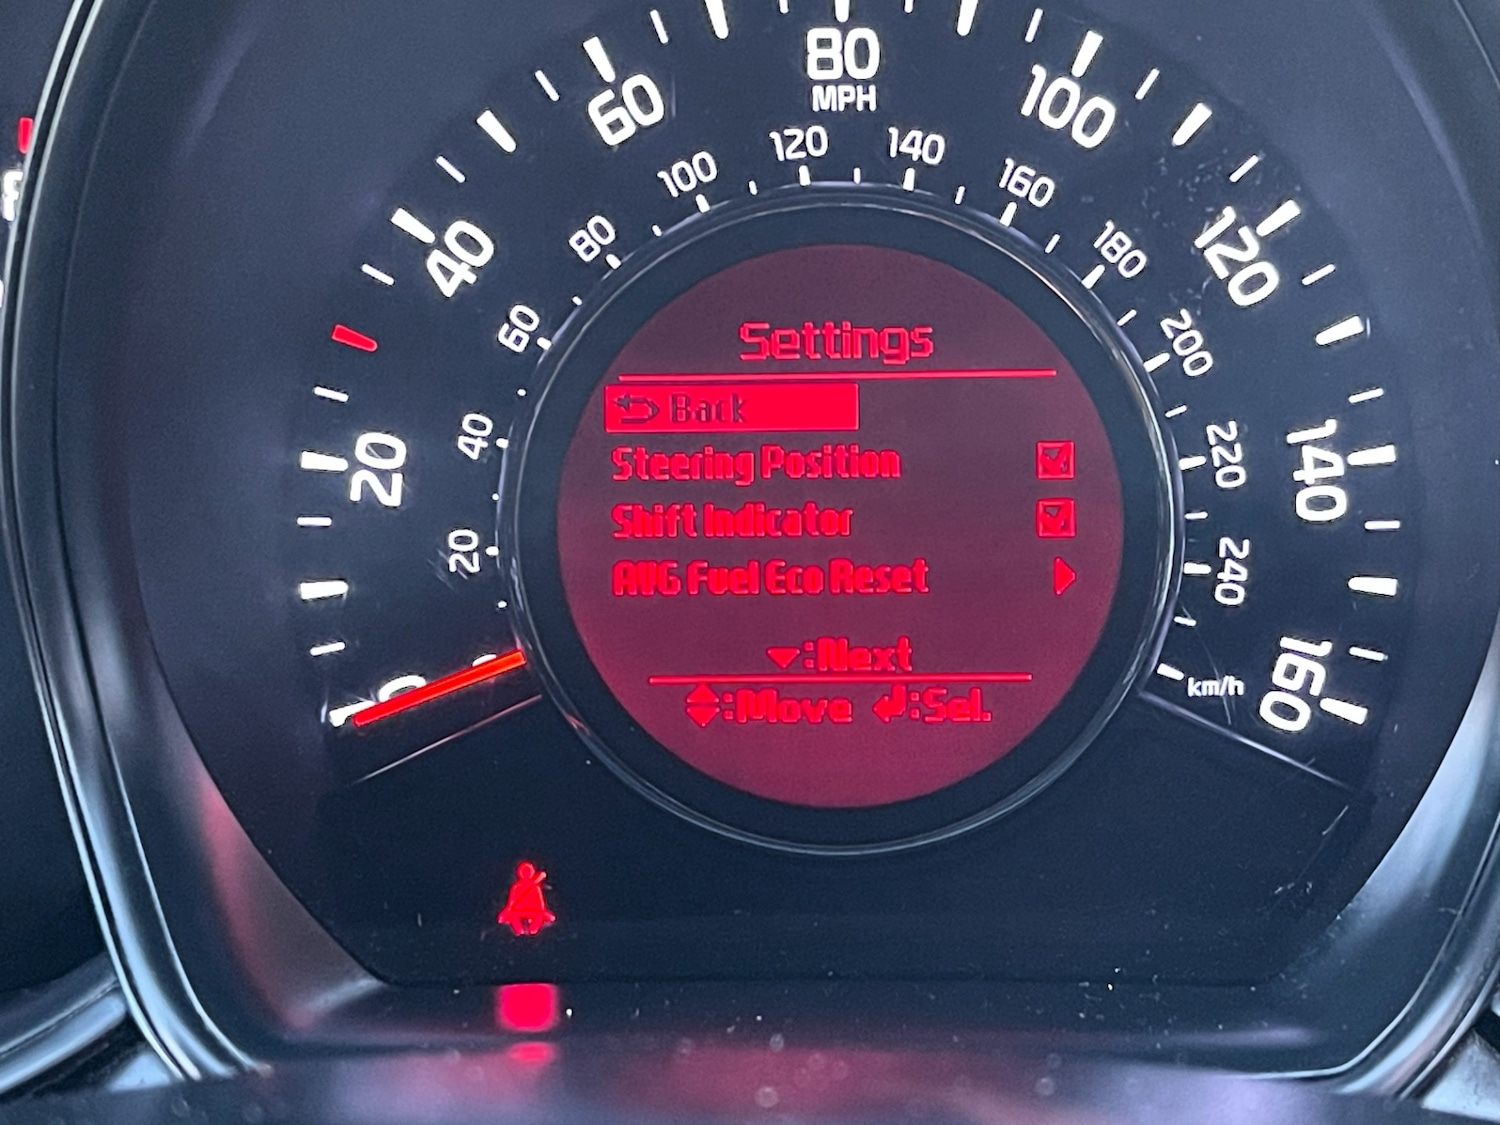 80
MPH
60
100
40
120
20
140
0
160
120
140
100
160
80
180
60
200
40
220
20
240
km/h
Settings
Back
Steering Position
Shift Indicator
AVG Fuel Eco Reset
:Next
:Move :Sel.